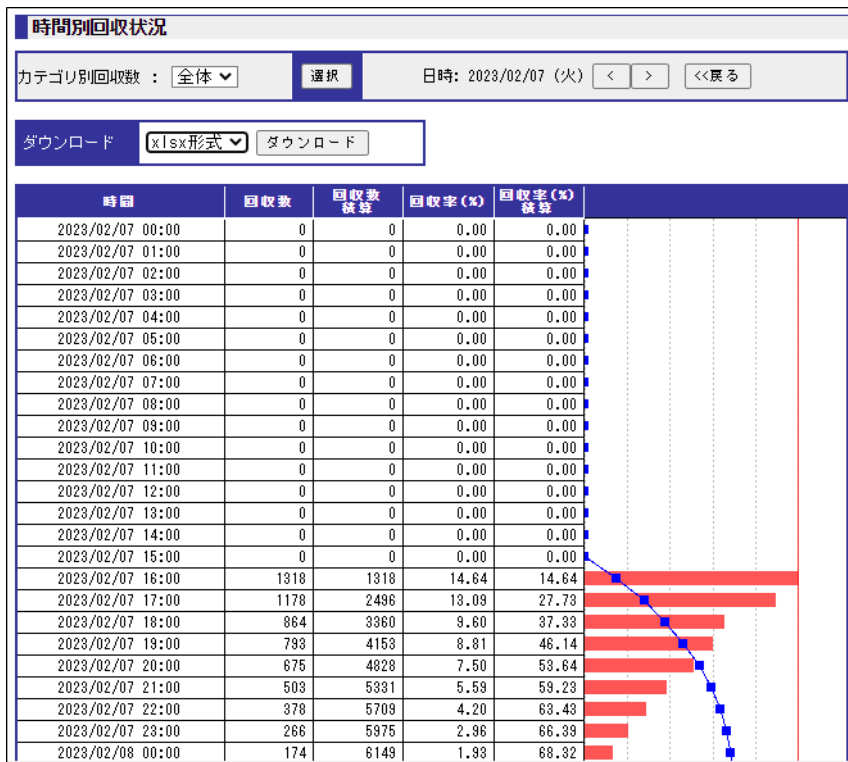 時間別回収状況
カテゴリ別回収数 : 全体 選択 日時: 2023/02/07 (火) < > <<戻る
ダウンロード xlsx形式 ダウンロード
時間 回収数 回収数積算 回収率(%) 回収率(%)積算
2023/02/07 00:00 0 0 0.00 0.00
2023/02/07 01:00 0 0 0.00 0.00
2023/02/07 02:00 0 0 0.00 0.00
2023/02/07 03:00 0 0 0.00 0.00
2023/02/07 04:00 0 0 0.00 0.00
2023/02/07 05:00 0 0 0.00 0.00
2023/02/07 06:00 0 0 0.00 0.00
2023/02/07 07:00 0 0 0.00 0.00
2023/02/07 08:00 0 0 0.00 0.00
2023/02/07 09:00 0 0 0.00 0.00
2023/02/07 10:00 0 0 0.00 0.00
2023/02/07 11:00 0 0 0.00 0.00
2023/02/07 12:00 0 0 0.00 0.00
2023/02/07 13:00 0 0 0.00 0.00
2023/02/07 14:00 0 0 0.00 0.00
2023/02/07 15:00 0 0 0.00 0.00
2023/02/07 16:00 1318 1318 14.64 14.64
2023/02/07 17:00 1178 2496 13.09 27.73
2023/02/07 18:00 864 3360 9.60 37.33
2023/02/07 19:00 793 4153 8.81 46.14
2023/02/07 20:00 675 4828 7.50 53.64
2023/02/07 21:00 503 5331 5.59 59.23
2023/02/07 22:00 378 5709 4.20 63.43
2023/02/07 23:00 266 5975 2.96 66.39
2023/02/08 00:00 174 6149 1.93 68.32